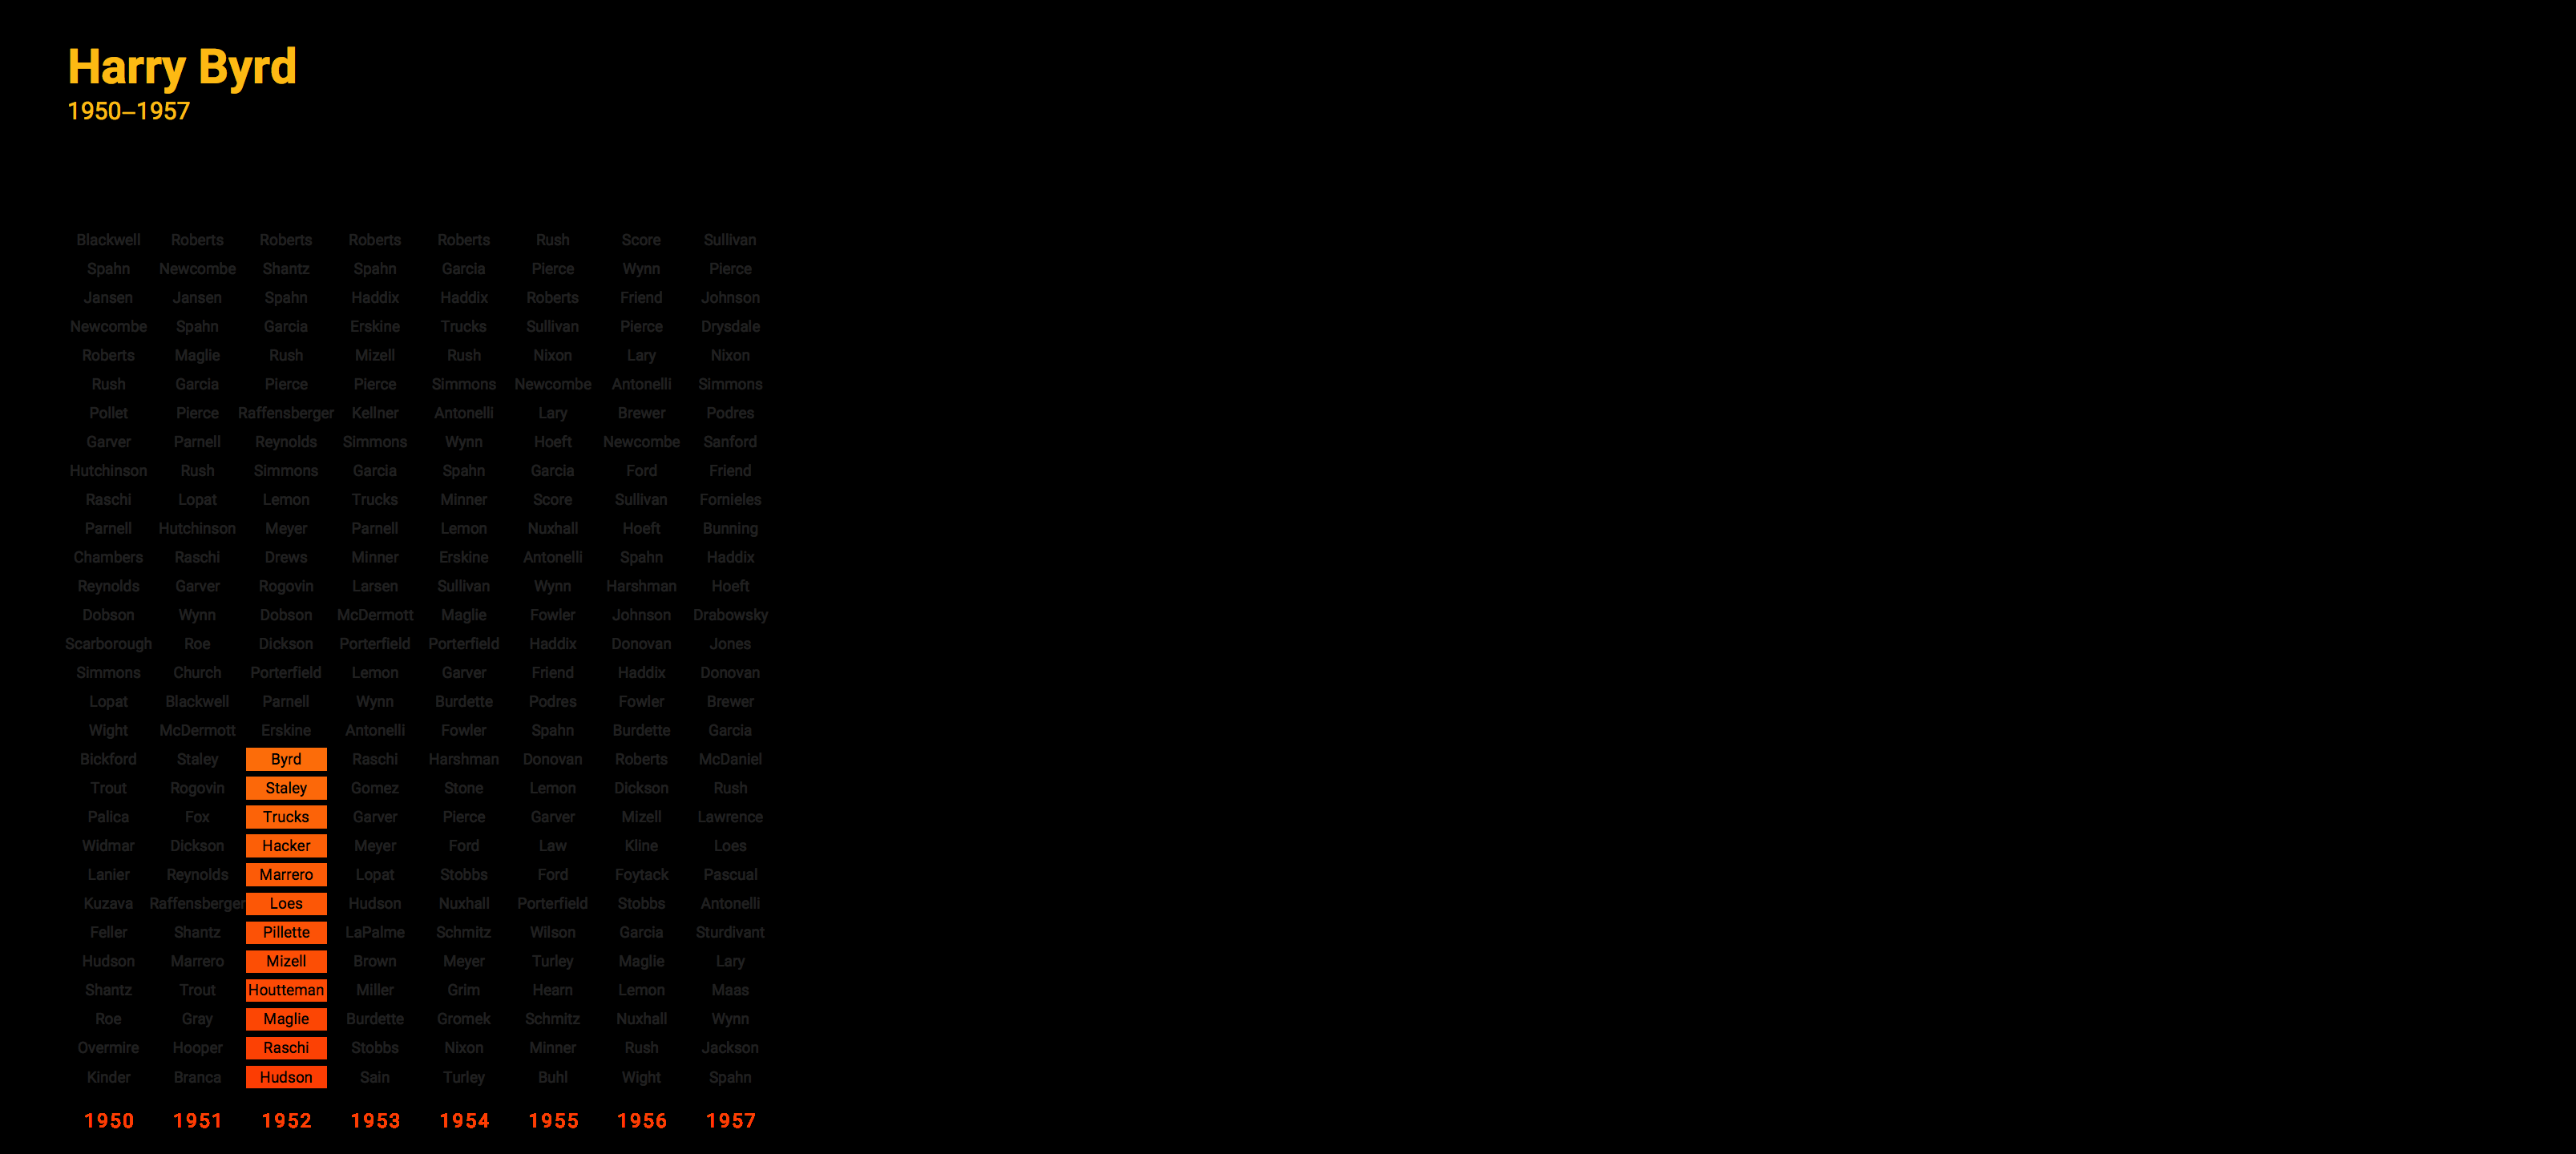 Harry Byrd
1950–1957
Blackwell Roberts Roberts Roberts Roberts Rush Score Sullivan
Spahn Newcombe Shantz Spahn Garcia Pierce Wynn Pierce
Jansen Jansen Spahn Haddix Haddix Roberts Friend Johnson
Newcombe Spahn Garcia Erskine Trucks Sullivan Pierce Drysdale
Roberts Maglie Rush Mizell Rush Nixon Lary Nixon
Rush Garcia Pierce Pierce Simmons Newcombe Antonelli Simmons
Pollet Pierce Raffensberger Kellner Antonelli Lary Brewer Podres
Garver Parnell Reynolds Simmons Wynn Hoeft Newcombe Sanford
Hutchinson Rush Simmons Garcia Spahn Garcia Ford Friend
Raschi Lopat Lemon Trucks Minner Score Sullivan Fornieles
Parnell Hutchinson Meyer Parnell Lemon Nuxhall Hoeft Bunning
Chambers Raschi Drews Minner Erskine Antonelli Spahn Haddix
Reynolds Garver Rogovin Larsen Sullivan Wynn Harshman Hoeft
Dobson Wynn Dobson McDermott Maglie Fowler Johnson Drabowsky
Scarborough Roe Dickson Porterfield Porterfield Haddix Donovan Jones
Simmons Church Porterfield Lemon Garver Friend Haddix Donovan
Lopat Blackwell Parnell Wynn Burdette Podres Fowler Brewer
Wight McDermott Erskine Antonelli Fowler Spahn Burdette Garcia
Bickford Staley Byrd Raschi Harshman Donovan Roberts McDaniel
Trout Rogovin Staley Gomez Stone Lemon Dickson Rush
Palica Fox Trucks Garver Pierce Garver Mizell Lawrence
Widmar Dickson Hacker Meyer Ford Law Kline Loes
Lanier Reynolds Marrero Lopat Stobbs Ford Foytack Pascual
Kuzava Raffensberger Loes Hudson Nuxhall Porterfield Stobbs Antonelli
Feller Shantz Pillette LaPalme Schmitz Wilson Garcia Sturdivant
Hudson Marrero Mizell Brown Meyer Turley Maglie Lary
Shantz Trout Houtteman Miller Grim Hearn Lemon Maas
Roe Gray Maglie Burdette Gromek Schmitz Nuxhall Wynn
Overmire Hooper Raschi Stobbs Nixon Minner Rush Jackson
Kinder Branca Hudson Sain Turley Buhl Wight Spahn
1950 1951 1952 1953 1954 1955 1956 1957